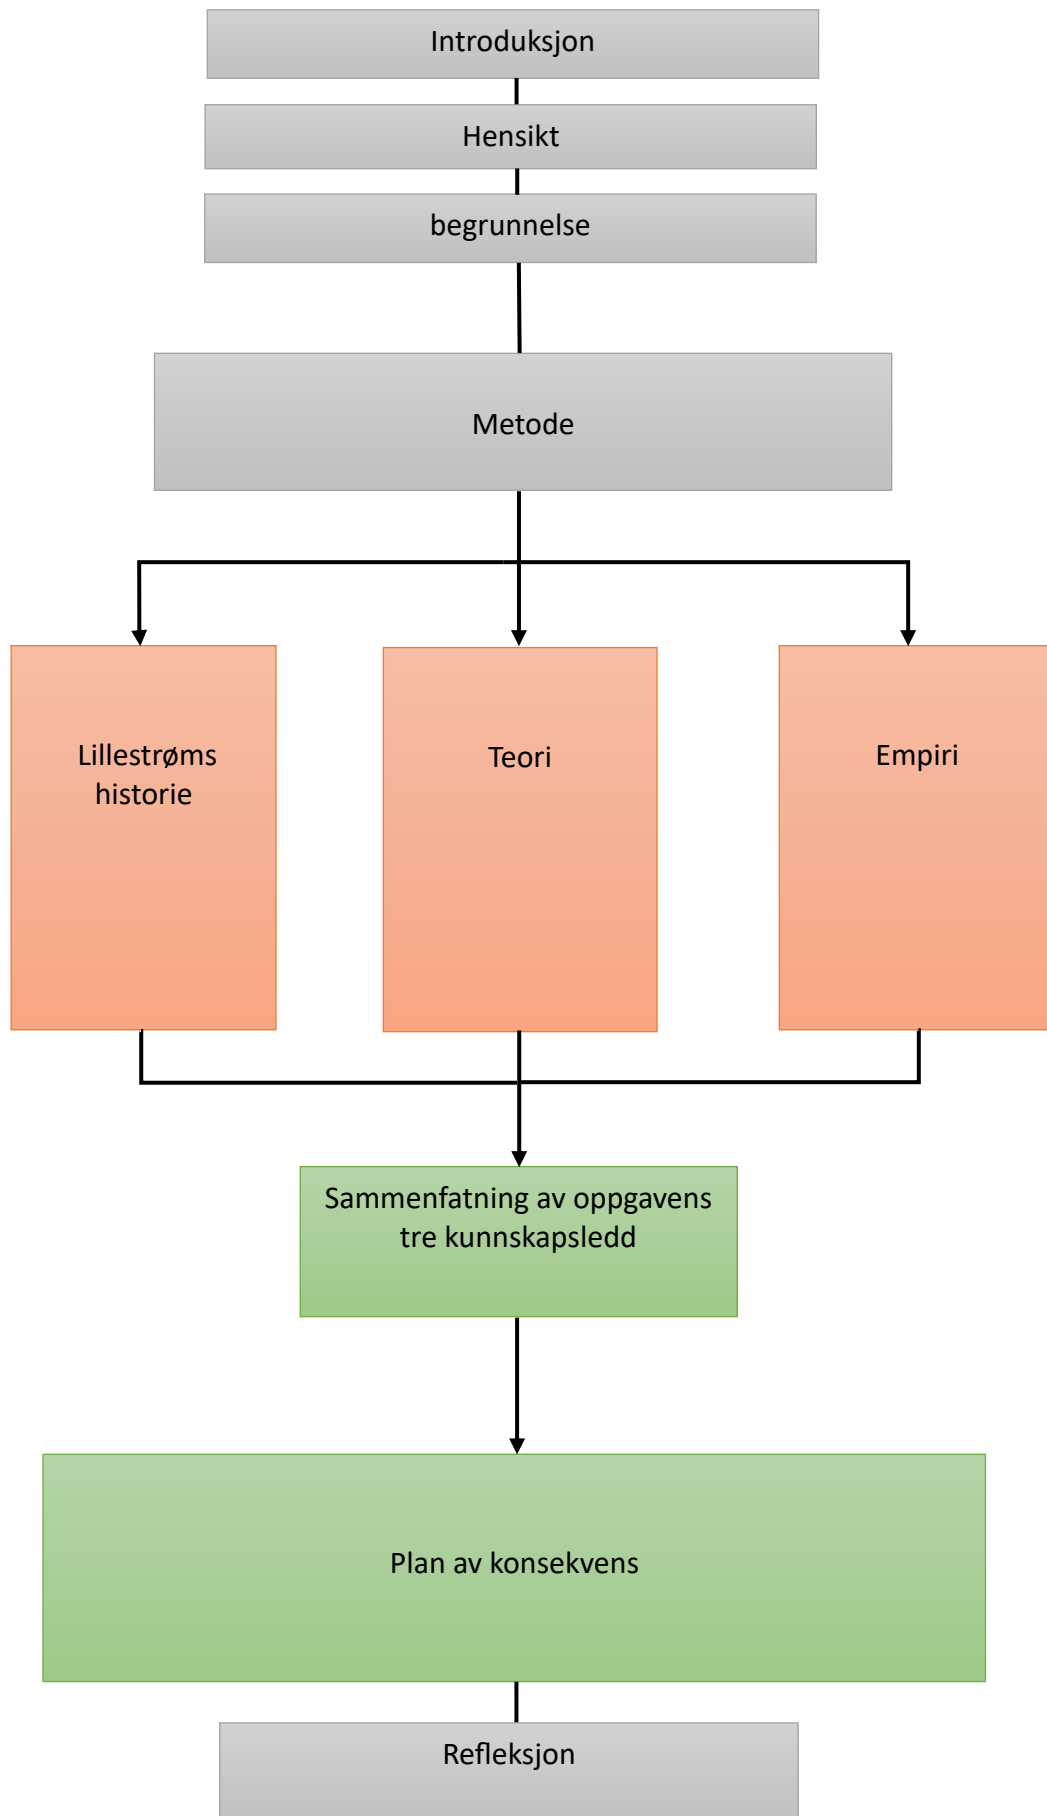 Introduksjon
Hensikt
begrunnelse
Metode
Lillestrøms
historie
Teori
Empiri
Sammenfatning av oppgavens
tre kunnskapsledd
Plan av konsekvens
Refleksjon